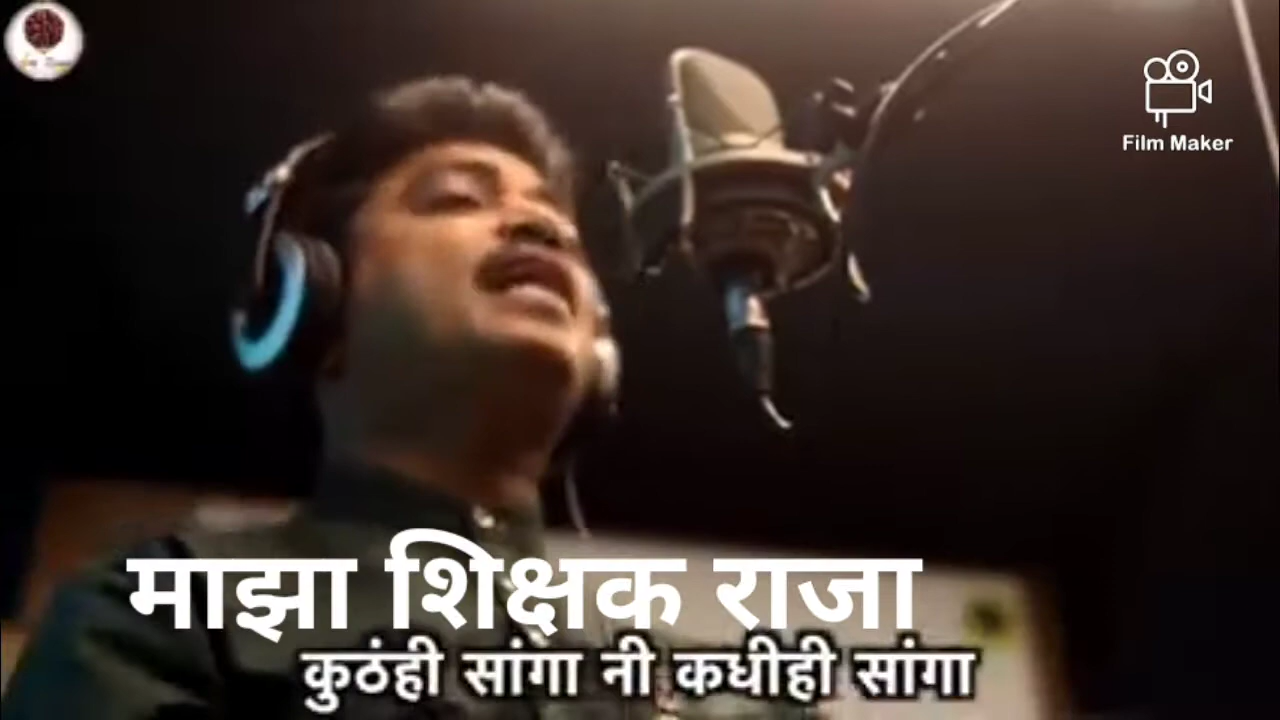 Film Maker
माझा शिक्षक राजा
कुठंही सांगा नी कधीही सांगा